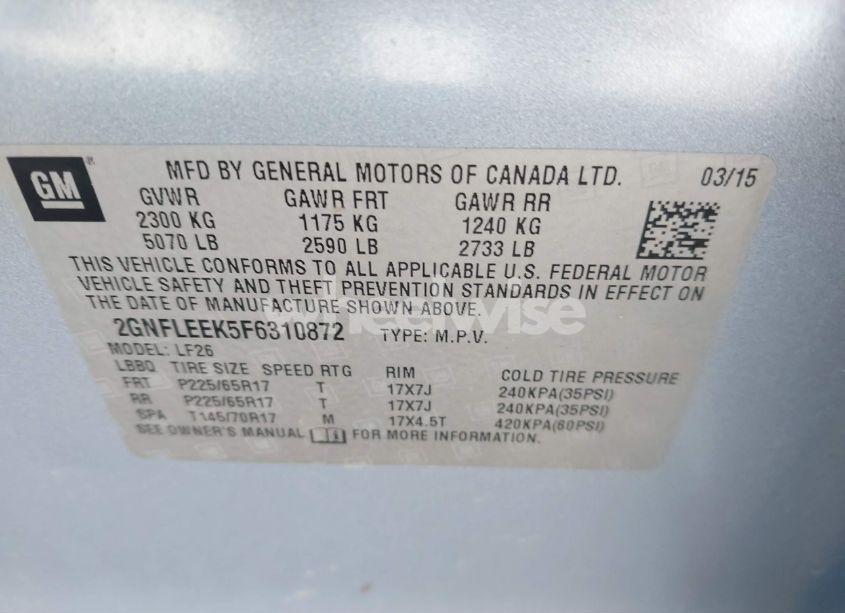 GM
MFD BY GENERAL MOTORS OF CANADA LTD. 03/15
GVWR GAWR FRT GAWR RR
2300 KG 1175 KG 1240 KG
5070 LB 2590 LB 2733 LB
THIS VEHICLE CONFORMS TO ALL APPLICABLE U.S. FEDERAL MOTOR
VEHICLE SAFETY AND THEFT PREVENTION STANDARDS IN EFFECT ON
THE DATE OF MANUFACTURE SHOWN ABOVE.
wheelwise
2GNFLEEK5F6310872 TYPE: M.P.V.
MODEL: LF26
LBBQ TIRE SIZE SPEED RTG RIM COLD TIRE PRESSURE
FRT P225/65R17 T 17X7J 240KPA(35PSI)
RR P225/65R17 T 17X7J 240KPA(35PSI)
SPA T145/70R17 M 17X4.5T 420KPA(60PSI)
SEE OWNER'S MANUAL FOR MORE INFORMATION.